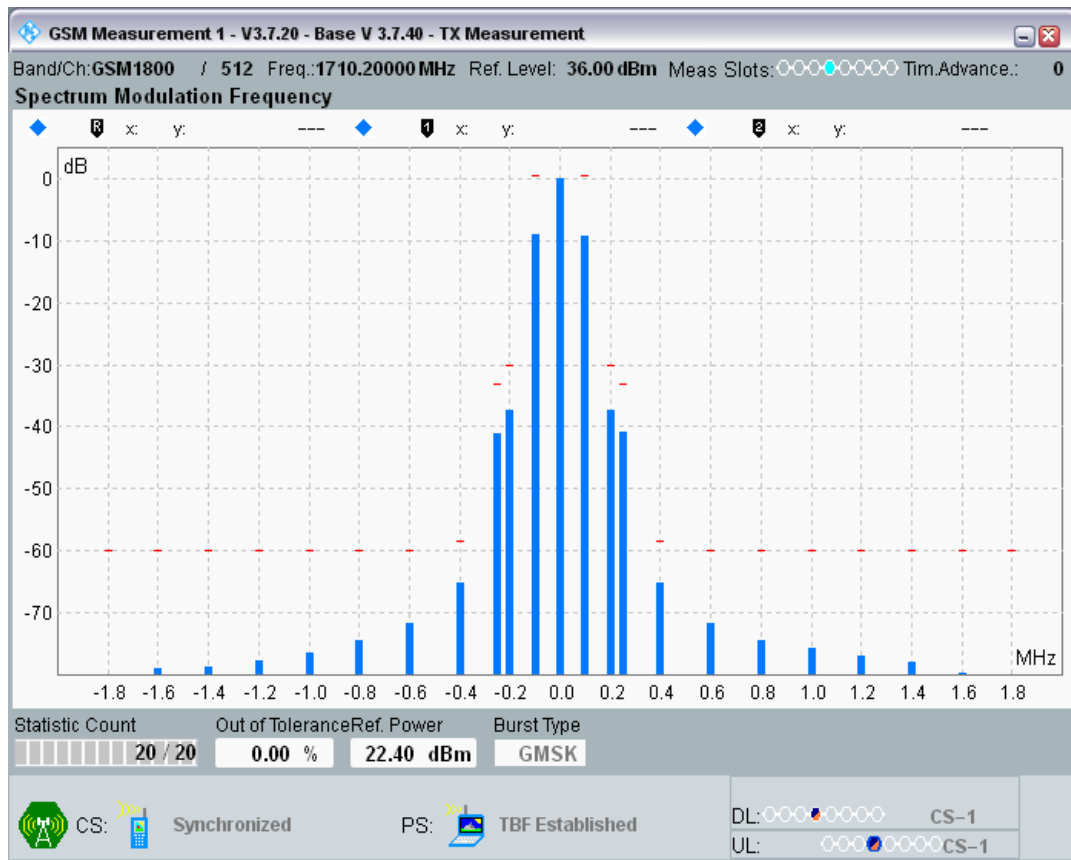 GSM Measurement 1 - V3.7.20 - Base V 3.7.40 - TX Measurement
Band/Ch:GSM1800 / 512 Freq.:1710.20000 MHz Ref. Level: 36.00 dBm Meas Slots: Tim.Advance.: 0
Spectrum Modulation Frequency
R x: y: --- 1 x: y: --- 2 x: y: ---
dB
0
-10
-20
-30
-40
-50
-60
-70
MHz
-1.8 -1.6 -1.4 -1.2 -1.0 -0.8 -0.6 -0.4 -0.2 0.0 0.2 0.4 0.6 0.8 1.0 1.2 1.4 1.6 1.8
Statistic Count Out of Tolerance Ref. Power Burst Type
20 / 20 0.00 % 22.40 dBm GMSK
CS: Synchronized PS: TBF Established
DL: CS-1
UL: CS-1